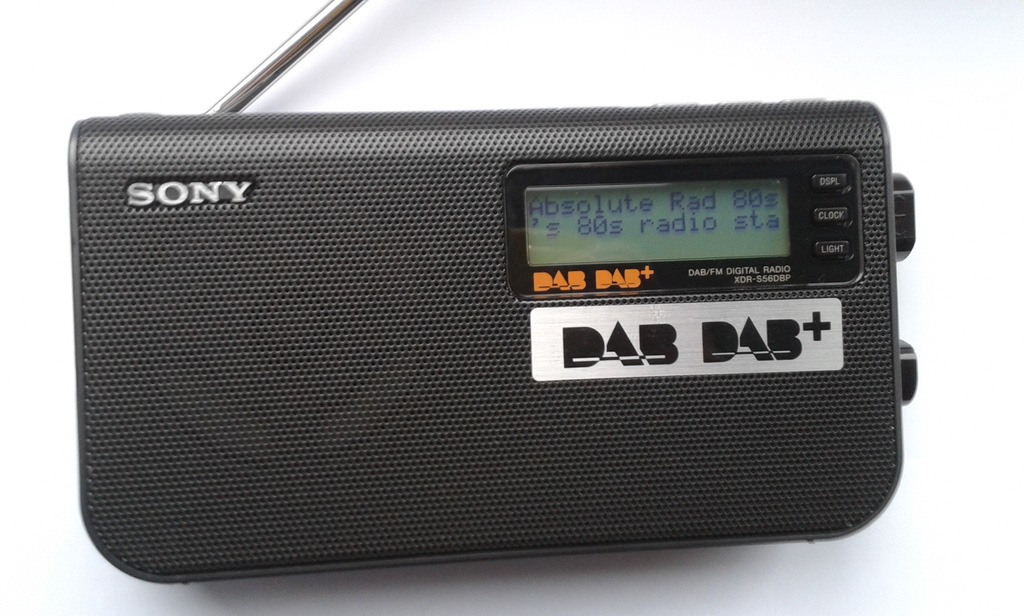 SONY
Absolute Rad 80s
's 80s radio sta
DSPL
CLOCK
LIGHT
DAB DAB+
DAB/FM DIGITAL RADIO
XDR-S56DBP
DAB DAB+